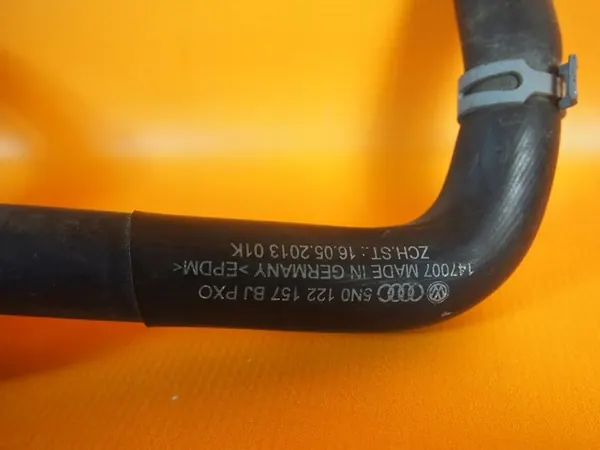 5N0 122 157 BJ PXO
147007 MADE IN GERMANY >EPDM<
ZCH.ST.: 16.05.2013 01K